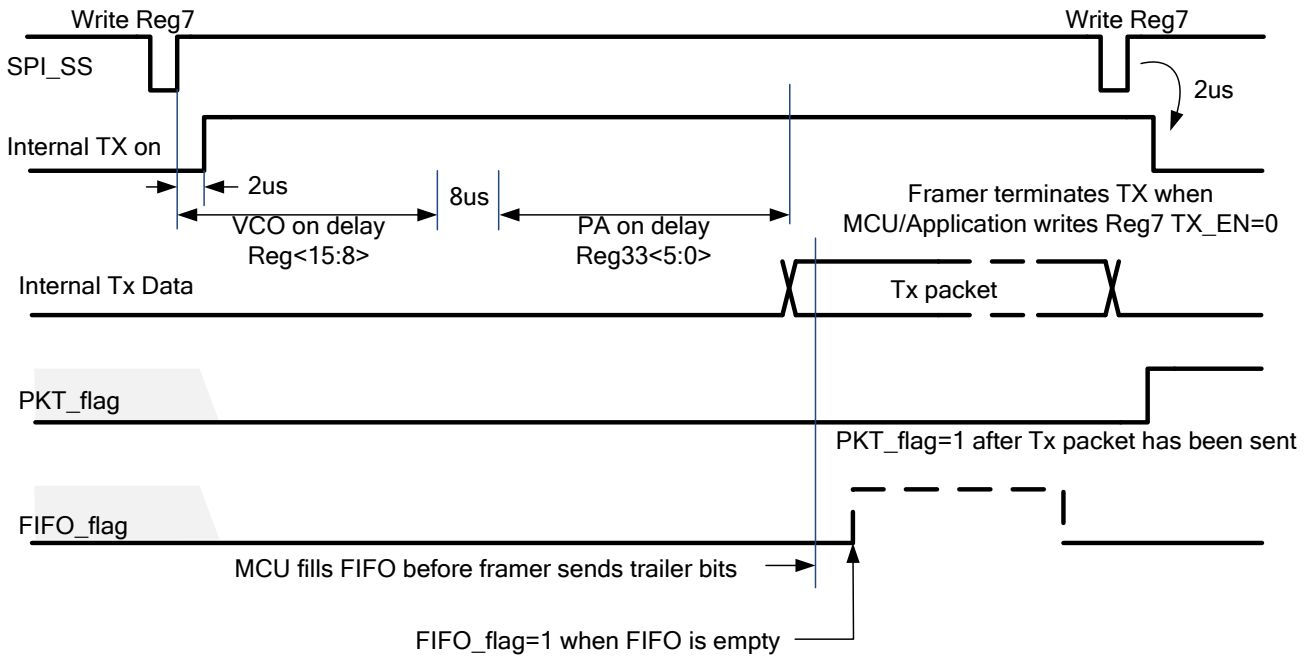 Write Reg7
Write Reg7
SPI_SS
2us
Internal TX on
2us
8us
Framer terminates TX when
MCU/Application writes Reg7 TX_EN=0
VCO on delay
Reg<15:8>
PA on delay
Reg33<5:0>
Internal Tx Data
Tx packet
PKT_flag
PKT_flag=1 after Tx packet has been sent
FIFO_flag
MCU fills FIFO before framer sends trailer bits
FIFO_flag=1 when FIFO is empty